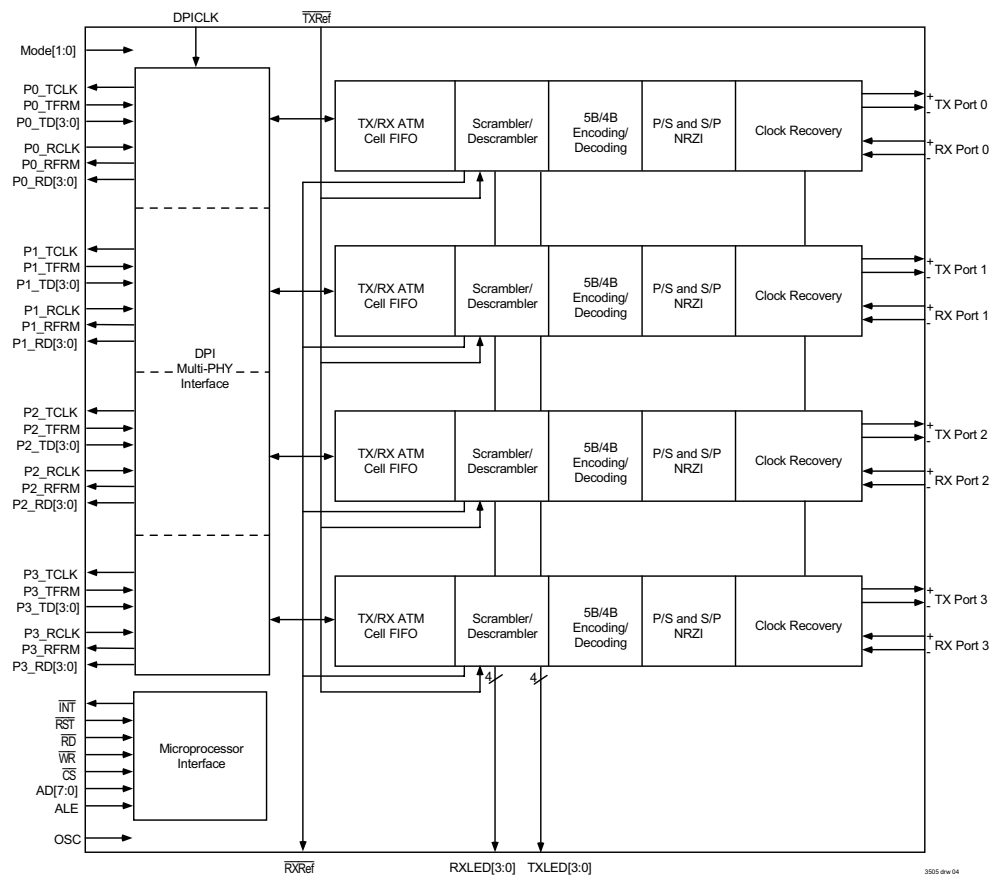 DPICLK
TXRef
Mode[1:0]
P0_TCLK
P0_TFRM
P0_TD[3:0]
P0_RCLK
P0_RFRM
P0_RD[3:0]
P1_TCLK
P1_TFRM
P1_TD[3:0]
P1_RCLK
P1_RFRM
P1_RD[3:0]
P2_TCLK
P2_TFRM
P2_TD[3:0]
P2_RCLK
P2_RFRM
P2_RD[3:0]
P3_TCLK
P3_TFRM
P3_TD[3:0]
P3_RCLK
P3_RFRM
P3_RD[3:0]
INT
RST
RD
WR
CS
AD[7:0]
ALE
OSC
DPI
Multi-PHY
Interface
Microprocessor
Interface
TX/RX ATM
Cell FIFO
Scrambler/
Descrambler
5B/4B
Encoding/
Decoding
P/S and S/P
NRZI
Clock Recovery
+
-
TX Port 0
+
-
RX Port 0
TX/RX ATM
Cell FIFO
Scrambler/
Descrambler
5B/4B
Encoding/
Decoding
P/S and S/P
NRZI
Clock Recovery
+
-
TX Port 1
+
-
RX Port 1
TX/RX ATM
Cell FIFO
Scrambler/
Descrambler
5B/4B
Encoding/
Decoding
P/S and S/P
NRZI
Clock Recovery
+
-
TX Port 2
+
-
RX Port 2
TX/RX ATM
Cell FIFO
Scrambler/
Descrambler
5B/4B
Encoding/
Decoding
P/S and S/P
NRZI
Clock Recovery
+
-
TX Port 3
+
-
RX Port 3
4
4
RXRef
RXLED[3:0]
TXLED[3:0]
3505 drw 04